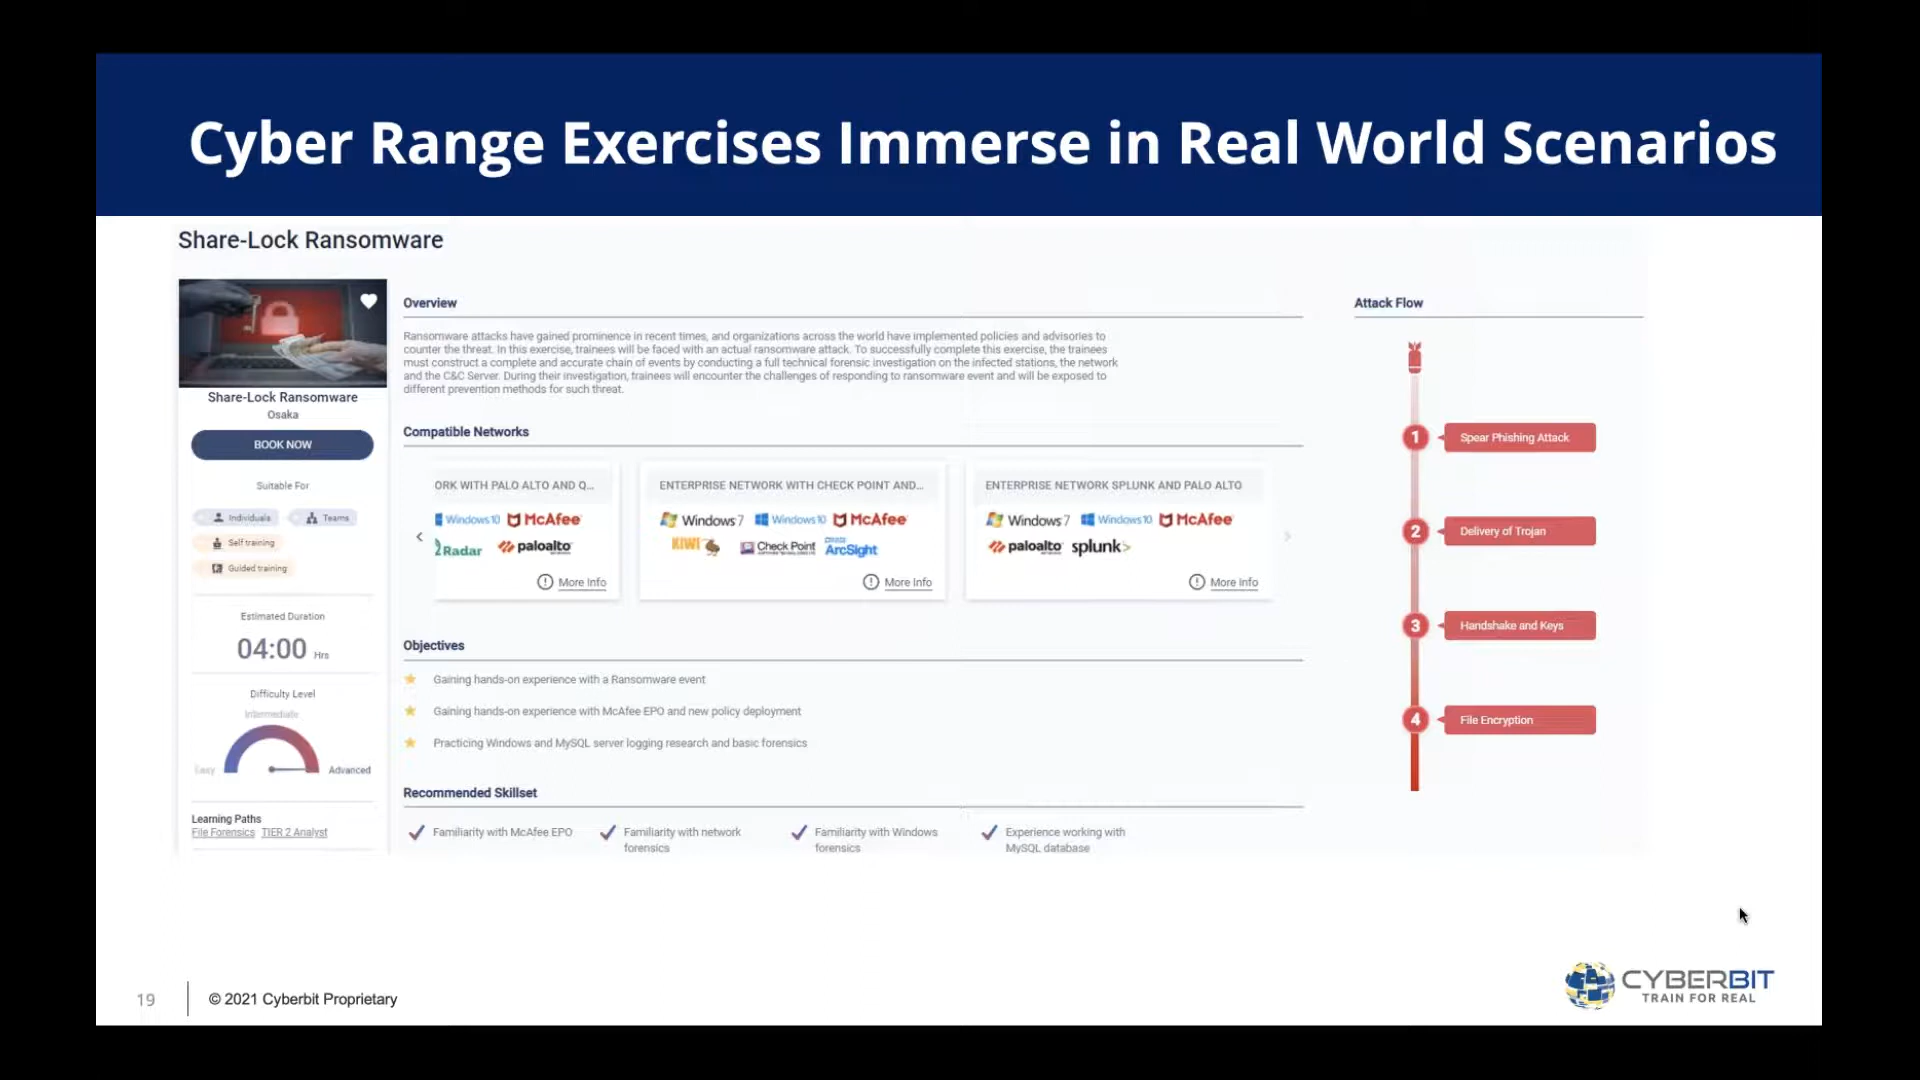 Cyber Range Exercises Immerse in Real World Scenarios
Share-Lock Ransomware
Share-Lock Ransomware
Osaka
BOOK NOW
Suitable For
Individuals
Teams
Self training
Guided training
Estimated Duration
04:00 Hrs
Difficulty Level
Intermediate
Easy
Advanced
Learning Paths
File Forensics TIER 2 Analyst
Overview
Ransomware attacks have gained prominence in recent times, and organizations across the world have implemented policies and advisories to
counter the threat. In this exercise, trainees will be faced with an actual ransomware attack. To successfully complete this exercise, the trainees
must construct a complete and accurate chain of events by conducting a full technical forensic investigation on the infected stations, the network
and the C&C Server. During their investigation, trainees will encounter the challenges of responding to ransomware event and will be exposed to
different prevention methods for such threat.
Compatible Networks
ORK WITH PALO ALTO AND Q...
Windows 10 McAfee
Radar paloalto
More Info
ENTERPRISE NETWORK WITH CHECK POINT AND...
Windows 7 Windows 10 McAfee
KIWI Check Point ArcSight
More Info
ENTERPRISE NETWORK SPLUNK AND PALO ALTO
Windows 7 Windows 10 McAfee
paloalto splunk>
More Info
Objectives
Gaining hands-on experience with a Ransomware event
Gaining hands-on experience with McAfee EPO and new policy deployment
Practicing Windows and MySQL server logging research and basic forensics
Recommended Skillset
Familiarity with McAfee EPO
Familiarity with network
forensics
Familiarity with Windows
forensics
Experience working with
MySQL database
Attack Flow
1 Spear Phishing Attack
2 Delivery of Trojan
3 Handshake and Keys
4 File Encryption
19
© 2021 Cyberbit Proprietary
CYBERBIT
TRAIN FOR REAL